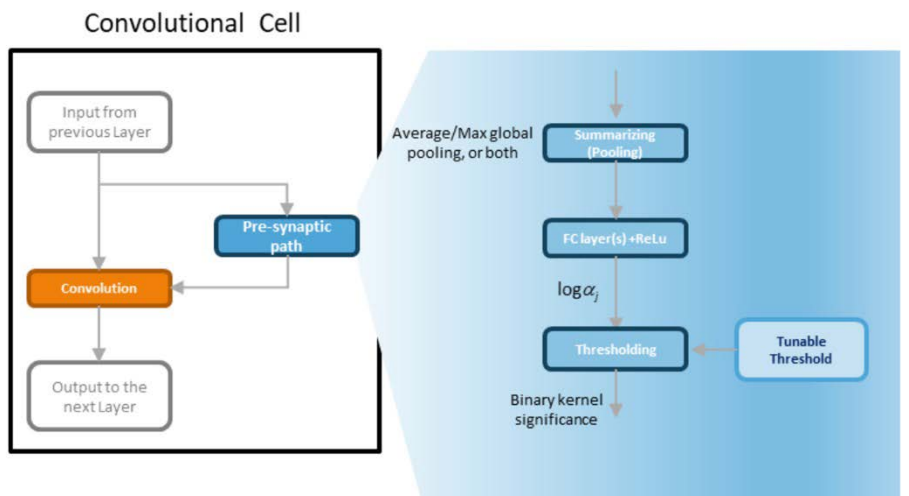 Convolutional Cell
Input from
previous Layer
Pre-synaptic
path
Convolution
Output to the
next Layer
Average/Max global
pooling, or both
Summarizing
(Pooling)
FC layer(s) +ReLu
log αj
Thresholding
Tunable
Threshold
Binary kernel
significance